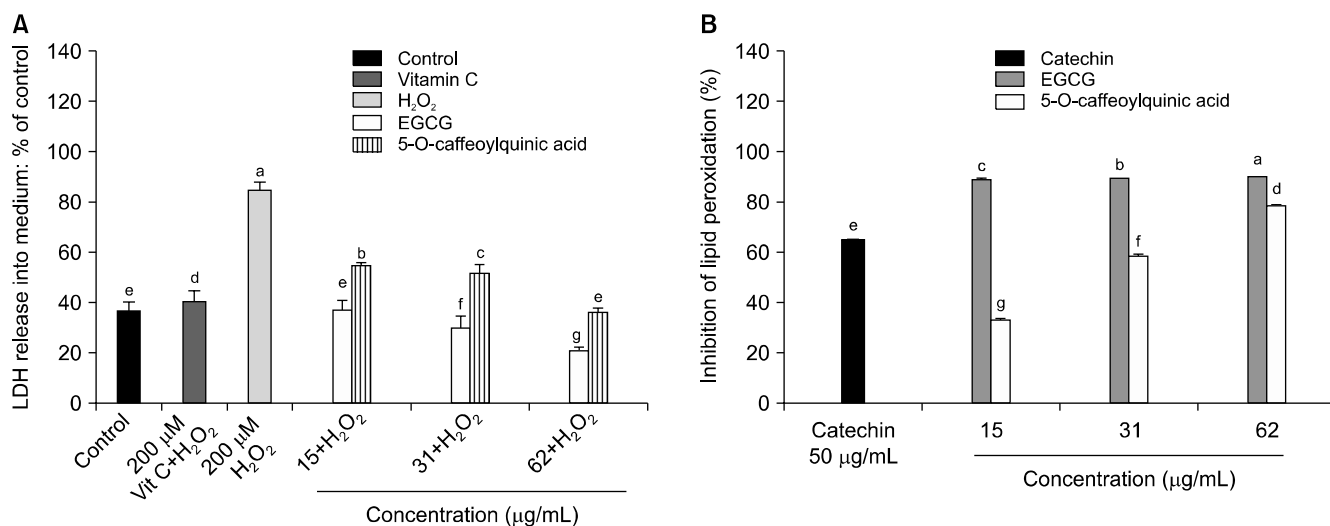 A
LDH release into medium: % of control
140
120
100
80
60
40
20
0
Control
Vitamin C
H₂O₂
EGCG
5-O-caffeoylquinic acid
e
d
a
e
b
f
c
g
e
Control
200 μM
Vit C+H₂O₂
200 μM
H₂O₂
15+H₂O₂
31+H₂O₂
62+H₂O₂
Concentration (μg/mL)
B
Inhibition of lipid peroxidation (%)
140
120
100
80
60
40
20
0
Catechin
EGCG
5-O-caffeoylquinic acid
e
c
g
b
f
a
d
Catechin
50 μg/mL
15
31
62
Concentration (μg/mL)